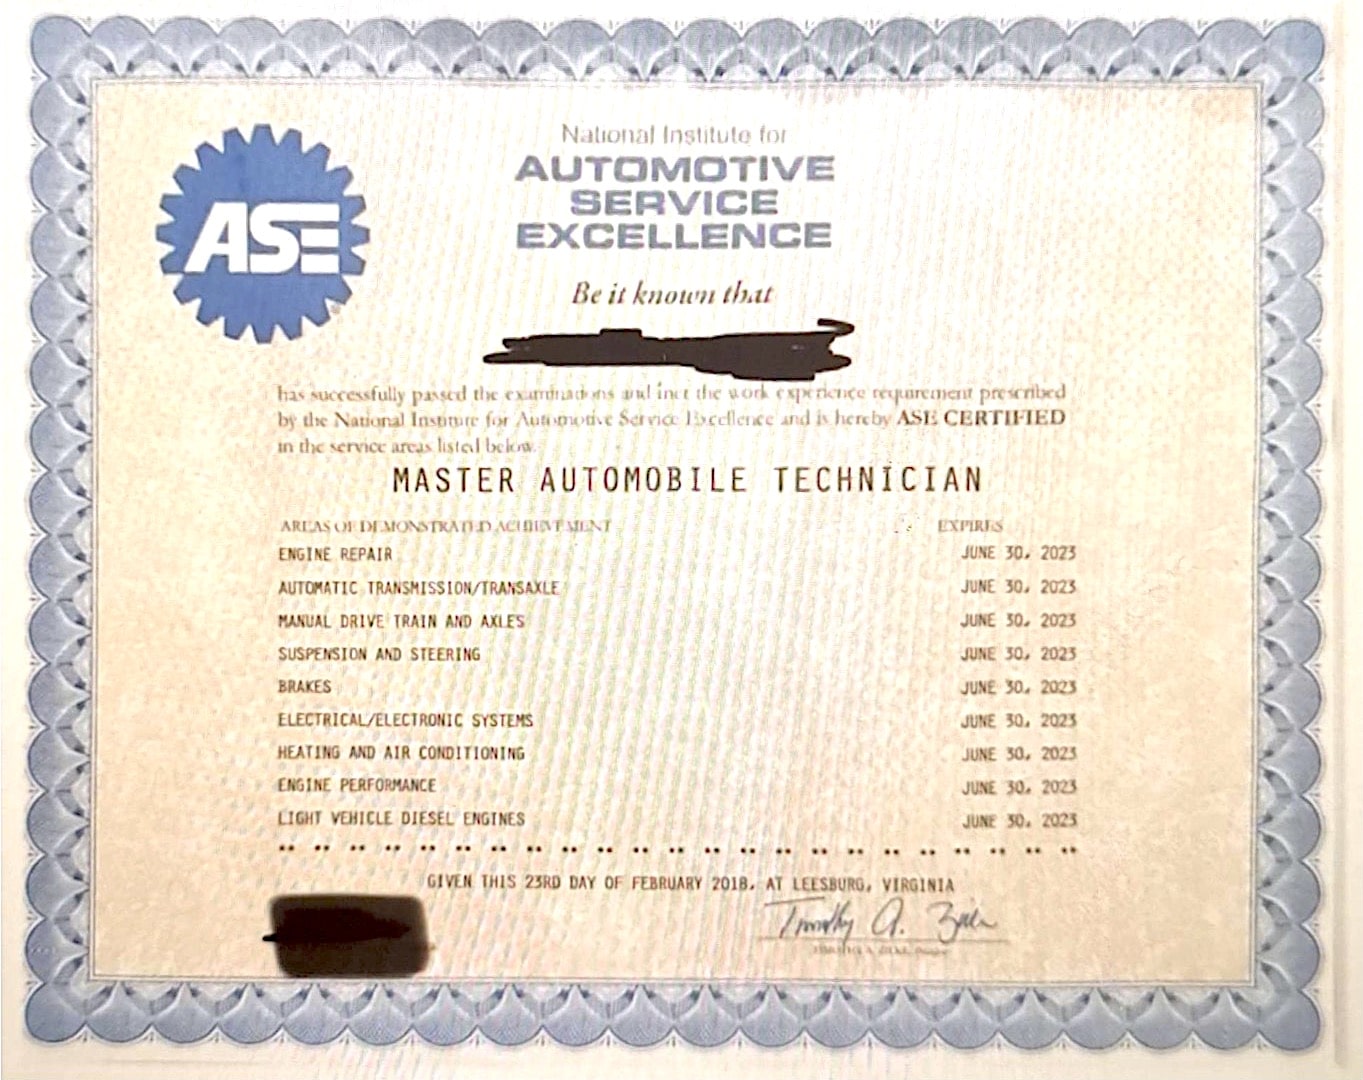 National Institute for
AUTOMOTIVE
SERVICE
EXCELLENCE
ASE
Be it known that
has successfully passed the examinations and met the work experience requirement prescribed
by the National Institute for Automotive Service Excellence and is hereby ASE CERTIFIED
in the service areas listed below.
MASTER AUTOMOBILE TECHNICIAN
AREAS OF DEMONSTRATED ACHIEVEMENT EXPIRES
ENGINE REPAIR JUNE 30, 2023
AUTOMATIC TRANSMISSION/TRANSAXLE JUNE 30, 2023
MANUAL DRIVE TRAIN AND AXLES JUNE 30, 2023
SUSPENSION AND STEERING JUNE 30, 2023
BRAKES JUNE 30, 2023
ELECTRICAL/ELECTRONIC SYSTEMS JUNE 30, 2023
HEATING AND AIR CONDITIONING JUNE 30, 2023
ENGINE PERFORMANCE JUNE 30, 2023
LIGHT VEHICLE DIESEL ENGINES JUNE 30, 2023
** ** ** ** ** ** ** ** ** ** ** ** ** ** ** ** ** ** ** ** ** ** **
GIVEN THIS 23RD DAY OF FEBRUARY 2018, AT LEESBURG, VIRGINIA
Timothy A.